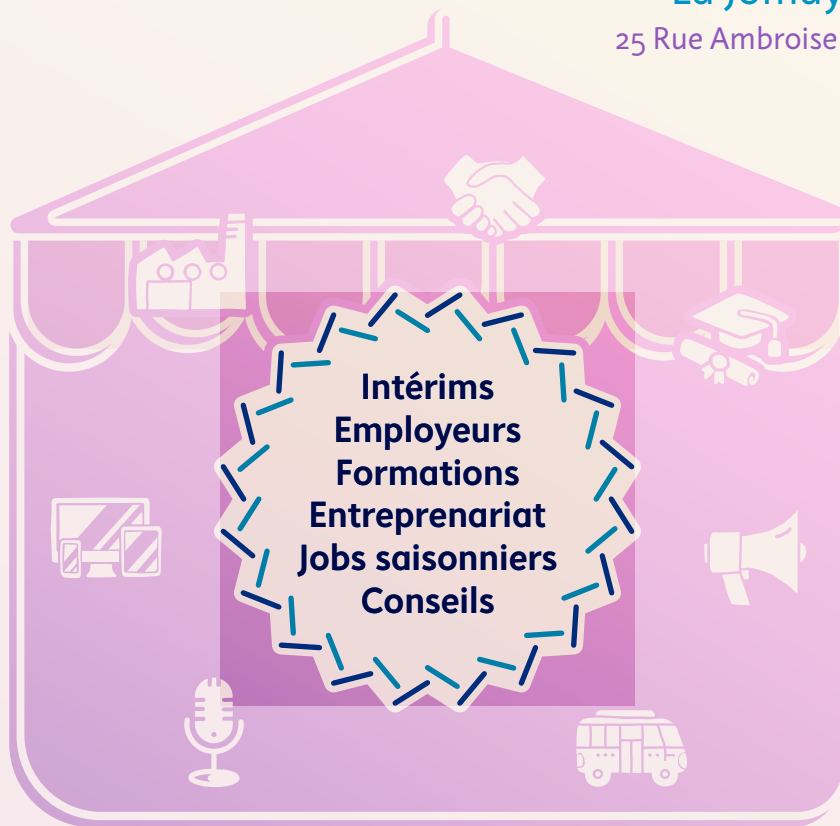 25 Rue Ambroise
Intérims
Employeurs
Formations
Entreprenariat
Jobs saisonniers
Conseils